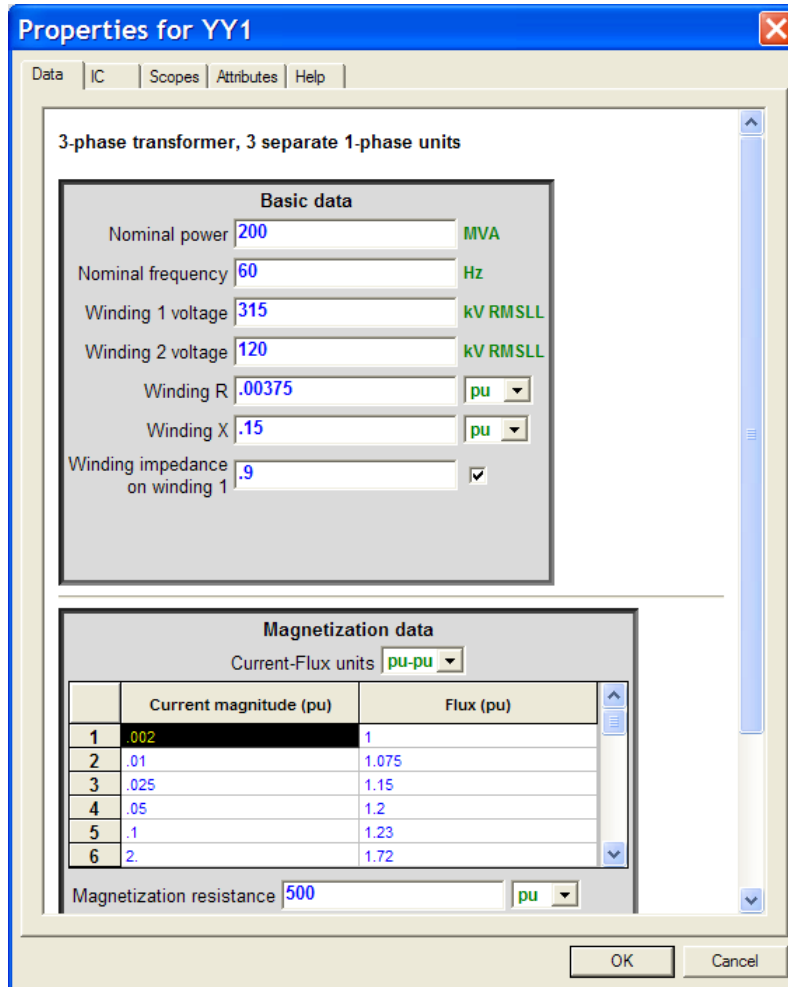 Properties for YY1
Data IC Scopes Attributes Help
3-phase transformer, 3 separate 1-phase units
Basic data
Nominal power 200 MVA
Nominal frequency 60 Hz
Winding 1 voltage 315 kV RMSLL
Winding 2 voltage 120 kV RMSLL
Winding R .00375 pu
Winding X .15 pu
Winding impedance
on winding 1 .9
Magnetization data
Current-Flux units pu-pu
Current magnitude (pu) Flux (pu)
1 .002 1
2 .01 1.075
3 .025 1.15
4 .05 1.2
5 .1 1.23
6 2. 1.72
Magnetization resistance 500 pu
OK Cancel